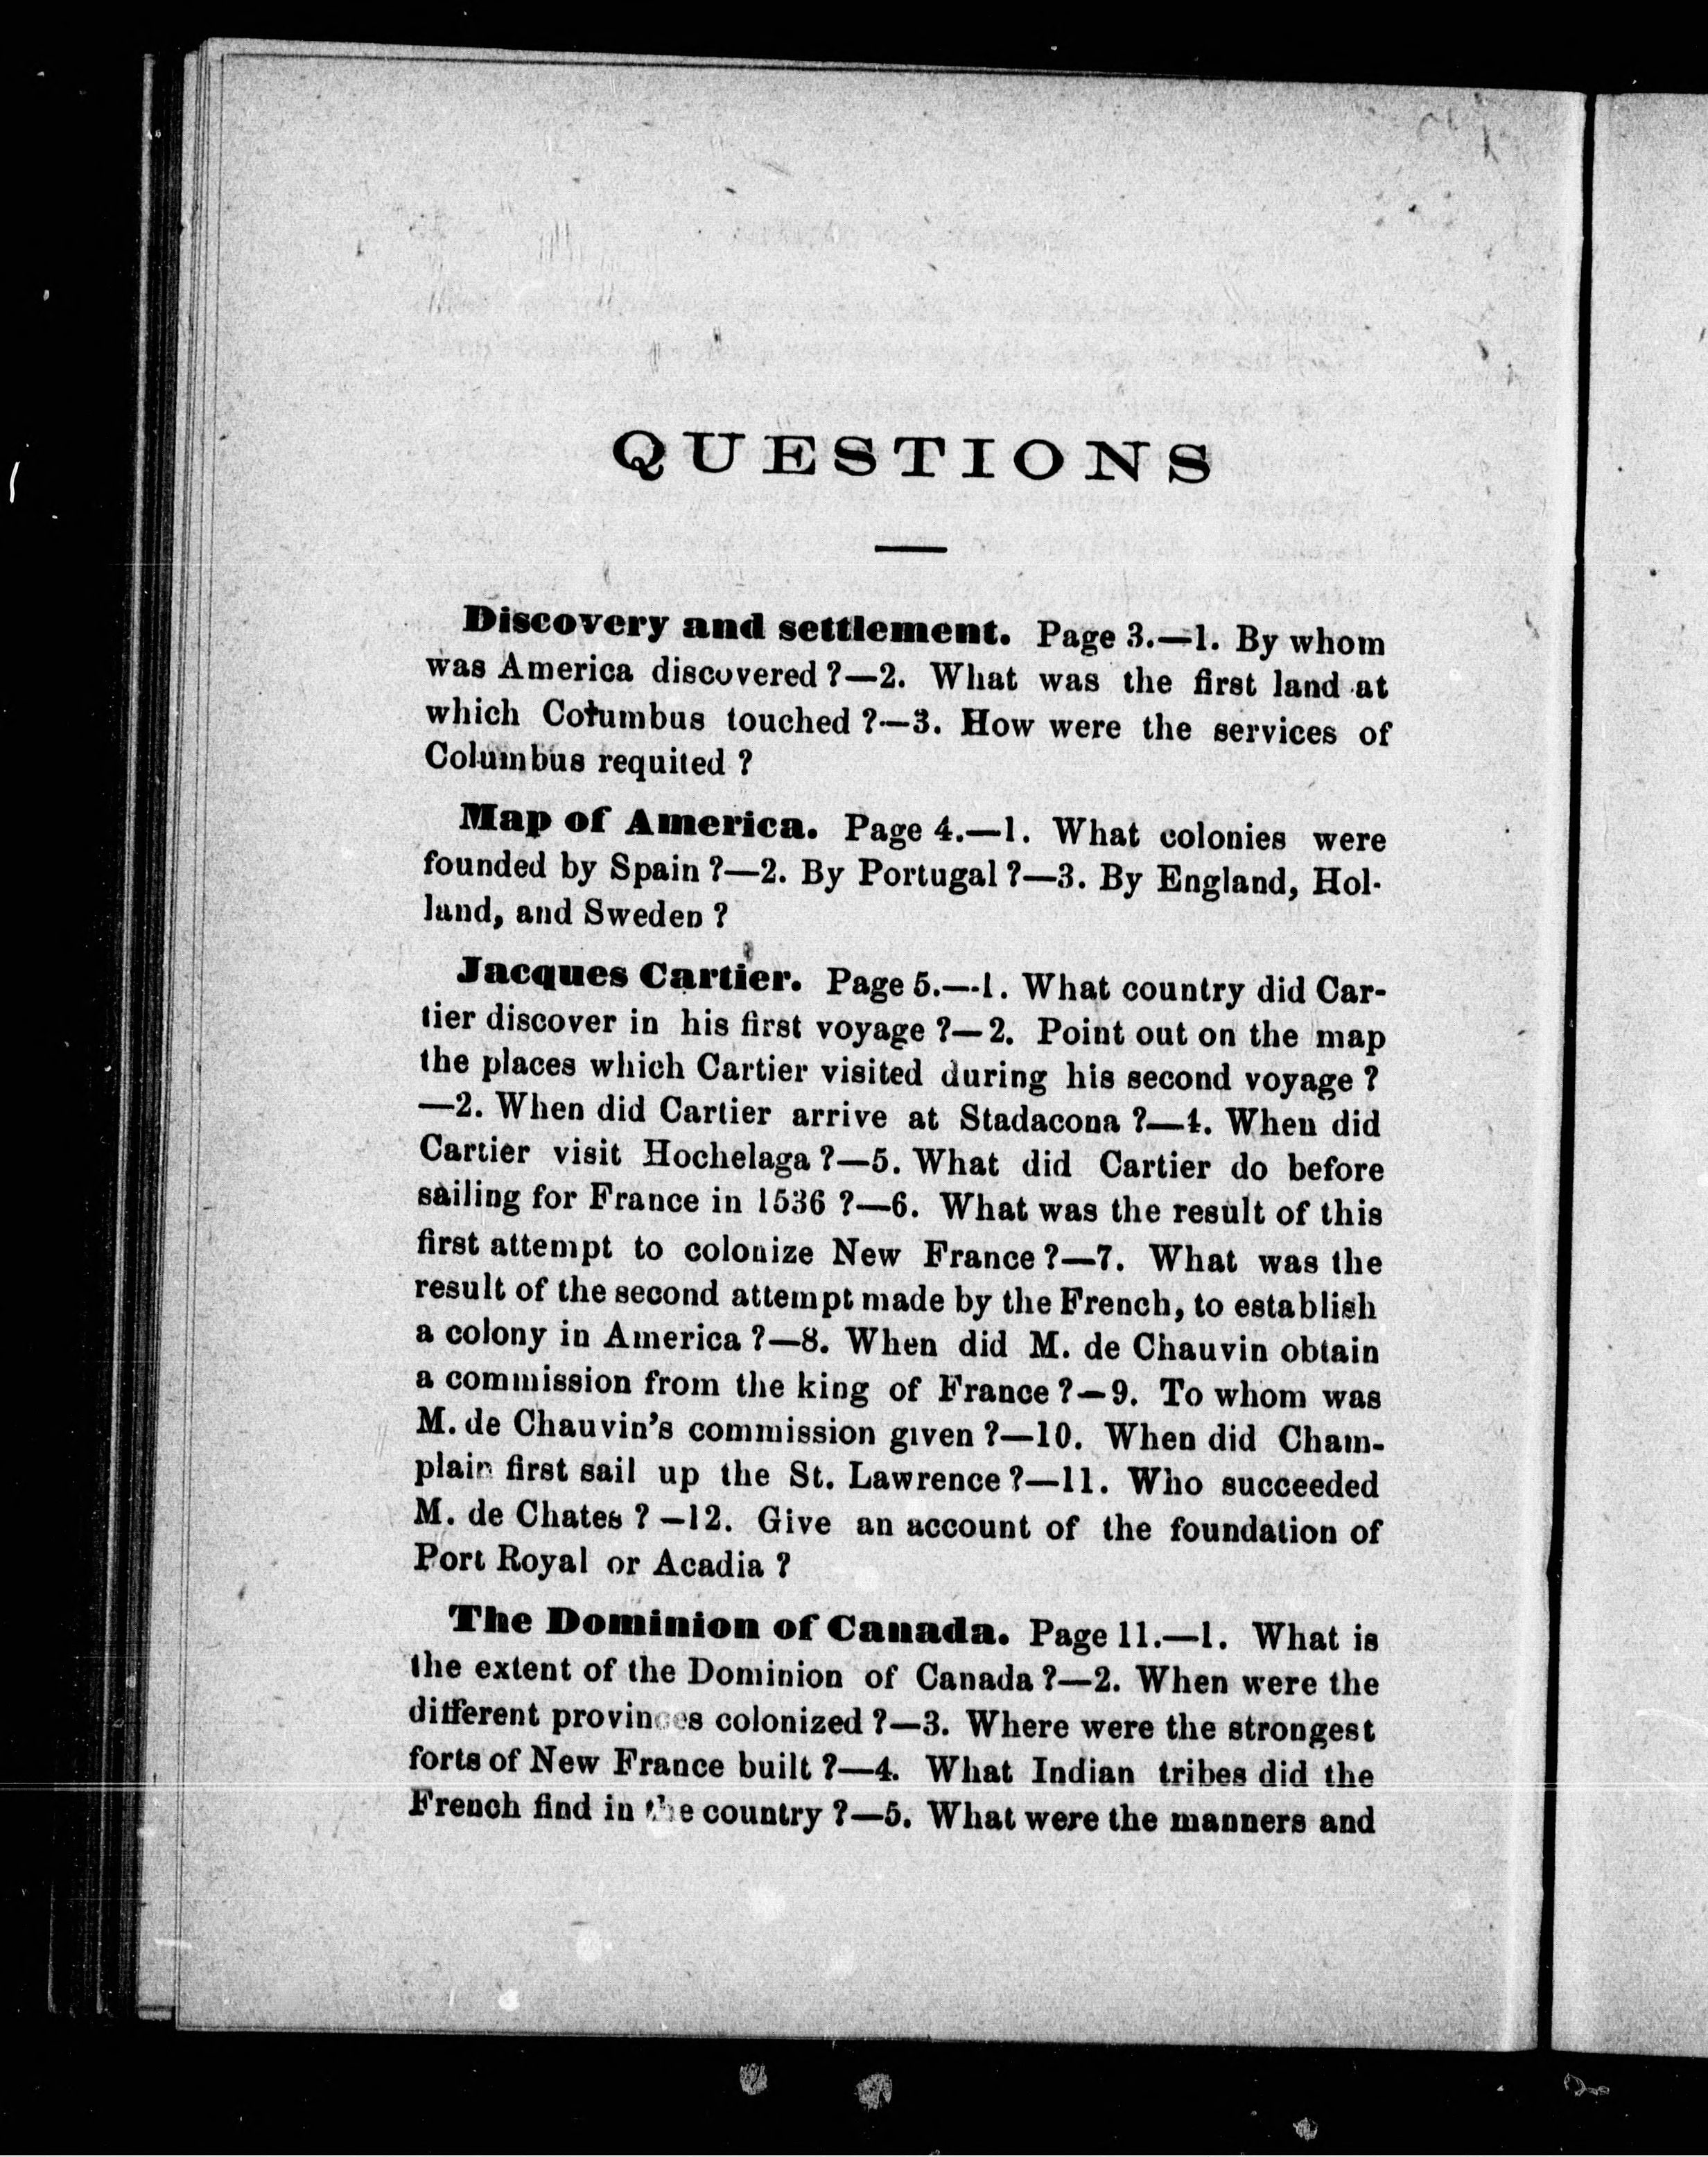 QUESTIONS
Discovery and settlement. Page 3.—1. By whom
was America discovered ?—2. What was the first land at
which Columbus touched ?—3. How were the services of
Columbus requited ?
Map of America. Page 4.—1. What colonies were
founded by Spain ?—2. By Portugal ?—3. By England, Hol-
land, and Sweden ?
Jacques Cartier. Page 5.—1. What country did Car-
tier discover in his first voyage ?—2. Point out on the map
the places which Cartier visited during his second voyage ?
—2. When did Cartier arrive at Stadacona ?—4. When did
Cartier visit Hochelaga ?—5. What did Cartier do before
sailing for France in 1536 ?—6. What was the result of this
first attempt to colonize New France ?—7. What was the
result of the second attempt made by the French, to establish
a colony in America ?—8. When did M. de Chauvin obtain
a commission from the king of France ?—9. To whom was
M. de Chauvin's commission given ?—10. When did Cham-
plain first sail up the St. Lawrence ?—11. Who succeeded
M. de Chates ? —12. Give an account of the foundation of
Port Royal or Acadia ?
The Dominion of Canada. Page 11.—1. What is
the extent of the Dominion of Canada ?—2. When were the
different provinces colonized ?—3. Where were the strongest
forts of New France built ?—4. What Indian tribes did the
French find in the country ?—5. What were the manners and